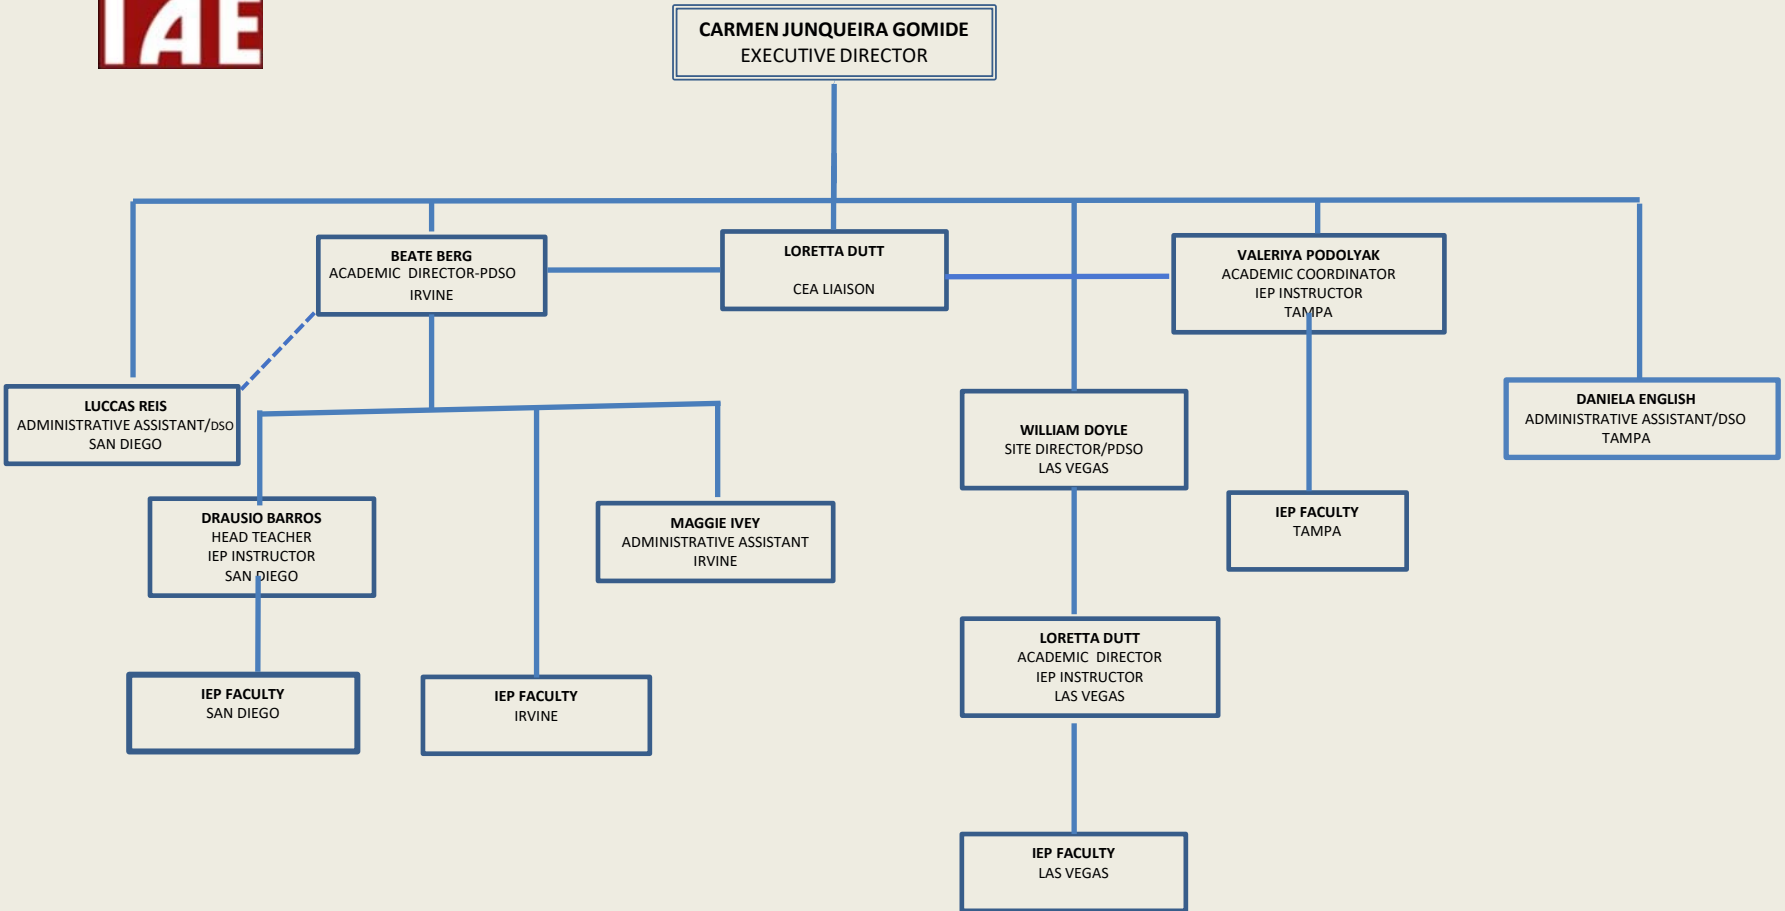 IAE
CARMEN JUNQUEIRA GOMIDE
EXECUTIVE DIRECTOR
BEATE BERG
ACADEMIC DIRECTOR-PDSO
IRVINE
LORETTA DUTT
CEA LIAISON
VALERIYA PODOLYAK
ACADEMIC COORDINATOR
IEP INSTRUCTOR
TAMPA
LUCCAS REIS
ADMINISTRATIVE ASSISTANT/DSO
SAN DIEGO
WILLIAM DOYLE
SITE DIRECTOR/PDSO
LAS VEGAS
DANIELA ENGLISH
ADMINISTRATIVE ASSISTANT/DSO
TAMPA
DRAUSIO BARROS
HEAD TEACHER
IEP INSTRUCTOR
SAN DIEGO
MAGGIE IVEY
ADMINISTRATIVE ASSISTANT
IRVINE
IEP FACULTY
TAMPA
LORETTA DUTT
ACADEMIC DIRECTOR
IEP INSTRUCTOR
LAS VEGAS
IEP FACULTY
SAN DIEGO
IEP FACULTY
IRVINE
IEP FACULTY
LAS VEGAS